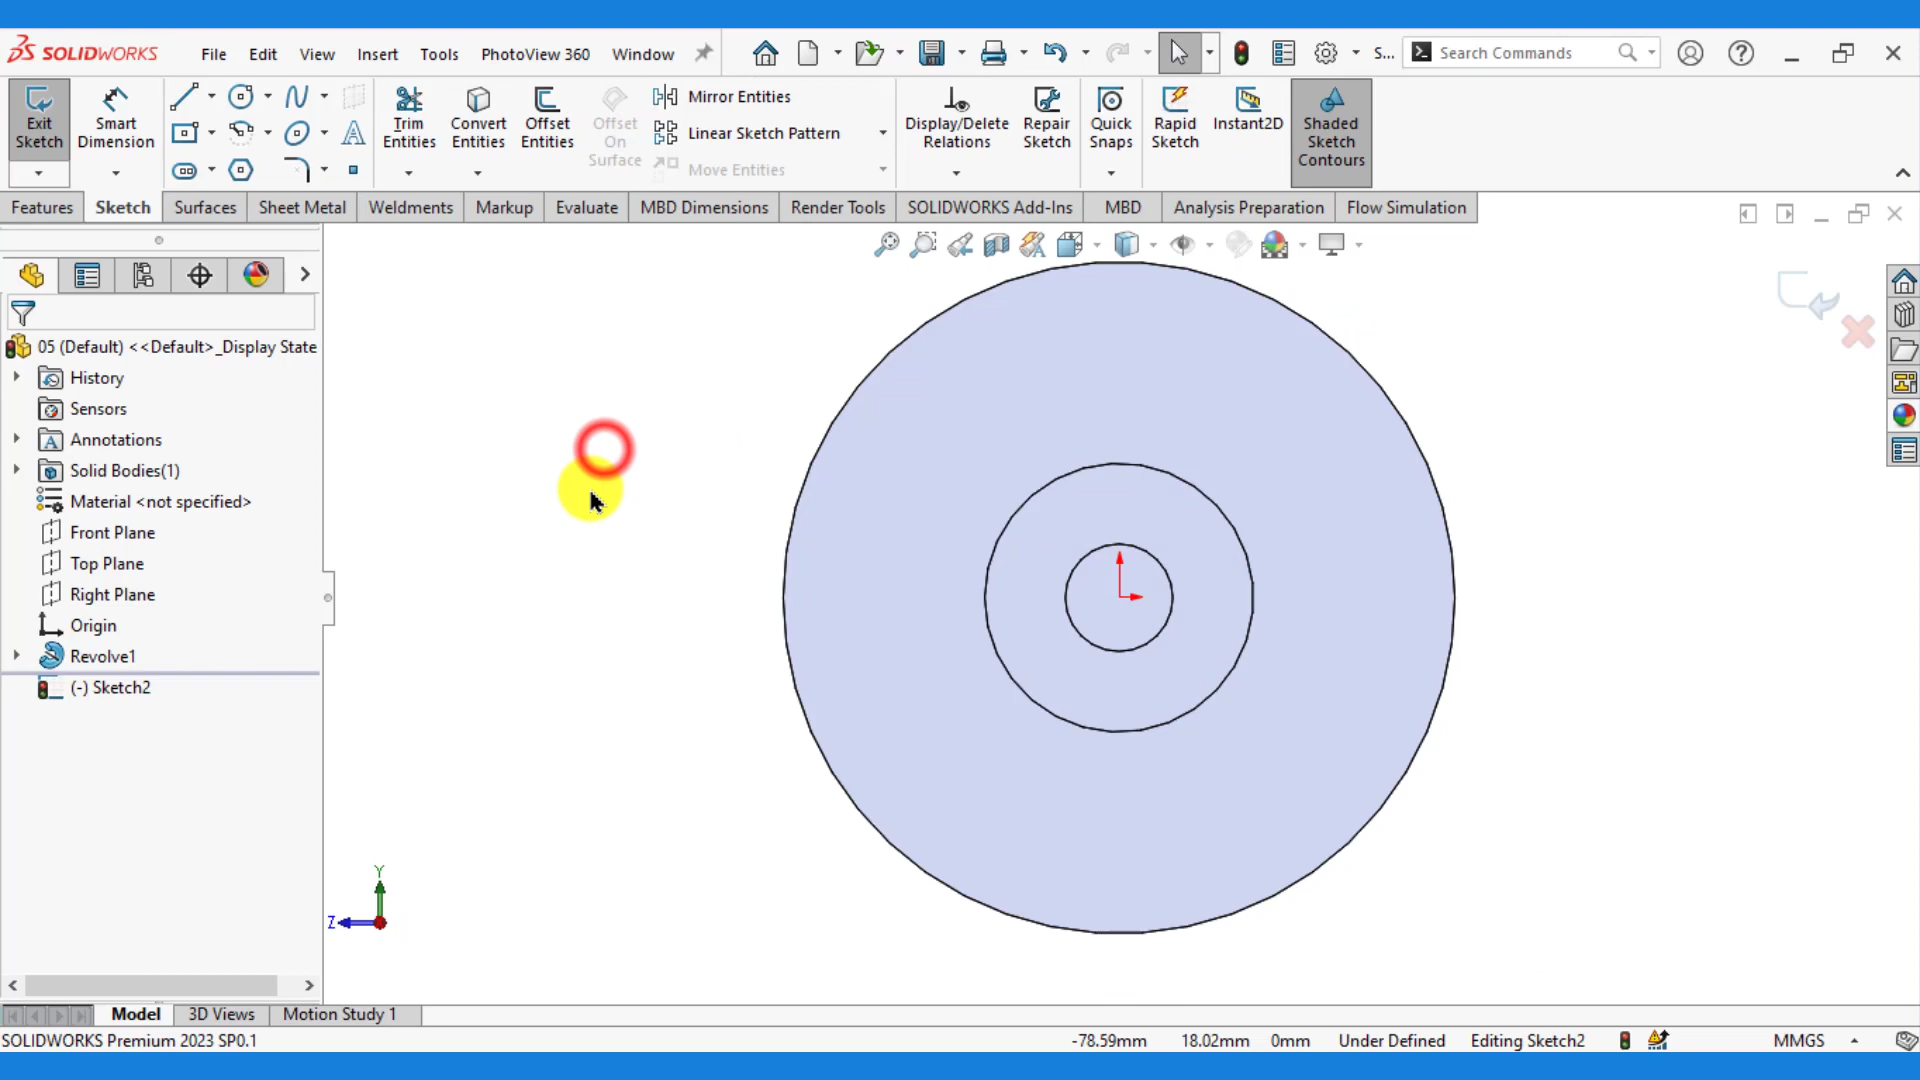 SOLIDWORKS File Edit View Insert Tools PhotoView 360 Window S... Search Commands
Exit Sketch
Smart Dimension
Trim Entities
Convert Entities
Offset Entities
Offset On Surface
Mirror Entities
Linear Sketch Pattern
Move Entities
Display/Delete Relations
Repair Sketch
Quick Snaps
Rapid Sketch
Instant2D
Shaded Sketch Contours
Features Sketch Surfaces Sheet Metal Weldments Markup Evaluate MBD Dimensions Render Tools SOLIDWORKS Add-Ins MBD Analysis Preparation Flow Simulation
05 (Default) <<Default>_Display State
History
Sensors
Annotations
Solid Bodies(1)
Material <not specified>
Front Plane
Top Plane
Right Plane
Origin
Revolve1
(-) Sketch2
Y
Z
Model 3D Views Motion Study 1
SOLIDWORKS Premium 2023 SP0.1 -78.59mm 18.02mm 0mm Under Defined Editing Sketch2 MMGS